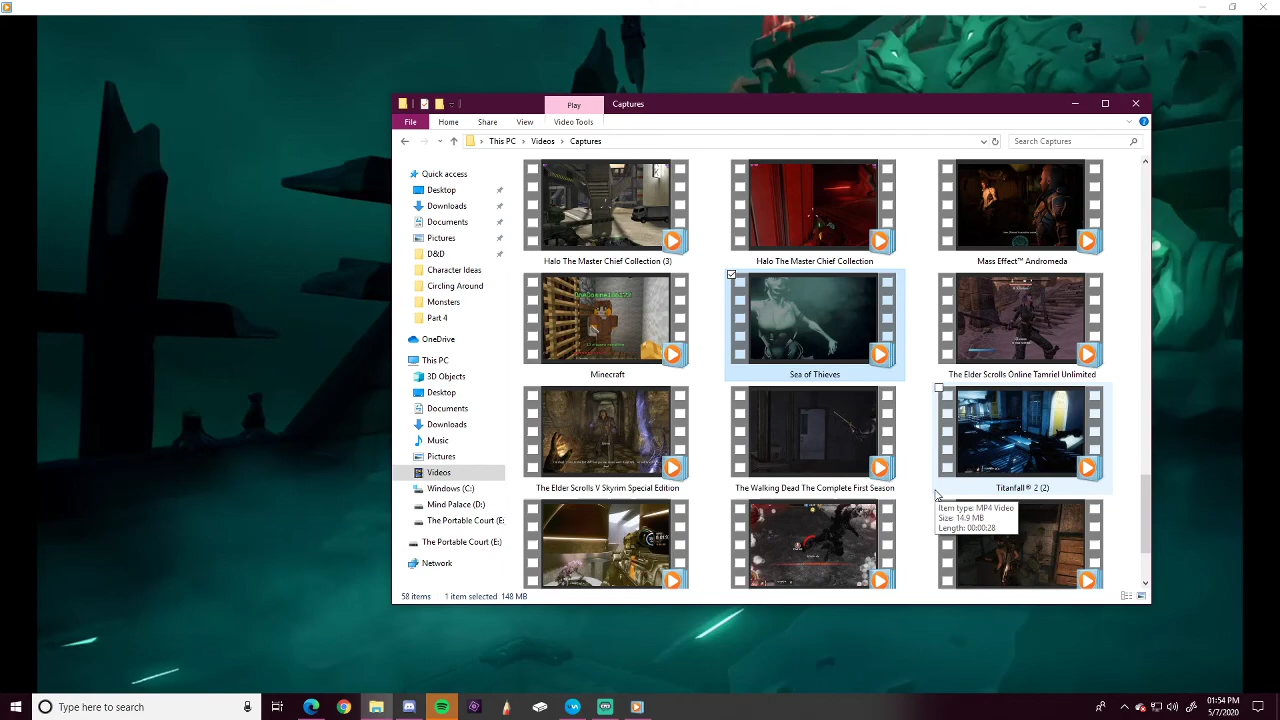 Play
Captures
File
Home
Share
View
Video Tools
This PC
Videos
Captures
Search Captures
Quick access
Desktop
Downloads
Documents
Pictures
D&D
Character Ideas
Circling Around
Monsters
Part 4
OneDrive
This PC
3D Objects
Desktop
Documents
Downloads
Music
Pictures
Videos
Windows (C:)
Mind Palace (D:)
The Portable Court (E:
The Portable Court (E:)
Network
Halo The Master Chief Collection (3)
Halo The Master Chief Collection
Mass Effect™ Andromeda
Minecraft
Sea of Thieves
The Elder Scrolls Online Tamriel Unlimited
The Elder Scrolls V Skyrim Special Edition
The Walking Dead The Complete First Season
Titanfall® 2 (2)
Item type: MP4 Video
Size: 14.9 MB
Length: 00:00:28
58 items
1 item selected 148 MB
Type here to search
01:54
5/7/2020